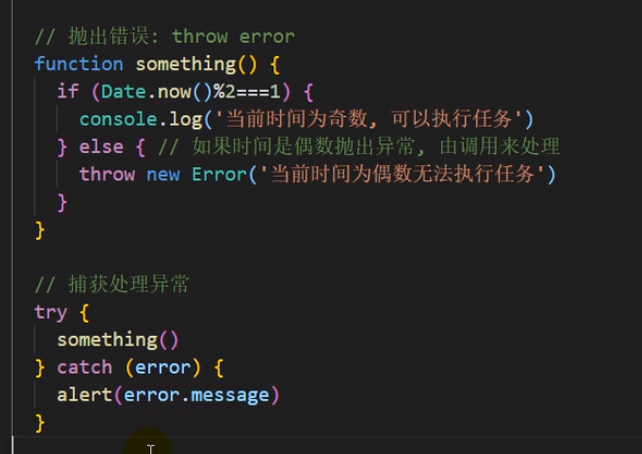 // 抛出错误: throw error
function something() {
if (Date.now()%2===1) {
console.log('当前时间为奇数, 可以执行任务')
} else { // 如果时间是偶数抛出异常, 由调用来处理
throw new Error('当前时间为偶数无法执行任务')
}
}
// 捕获处理异常
try {
something()
} catch (error) {
alert(error.message)
}